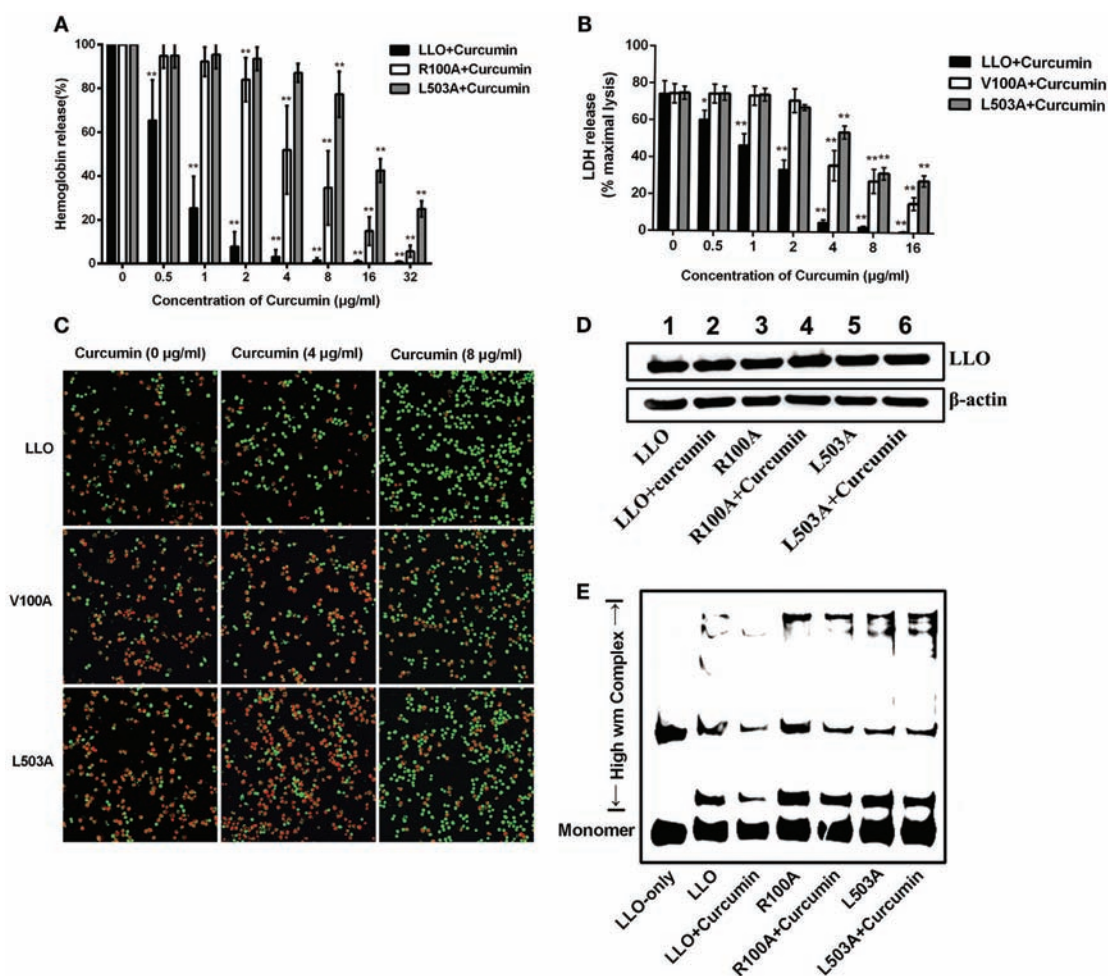 A
100
80
60
40
20
0
Hemoglobin release(%)
** ** ** ** ** ** ** ** ** ** ** ** ** ** **
0 0.5 1 2 4 8 16 32
Concentration of Curcumin (µg/ml)
LLO+Curcumin
R100A+Curcumin
L503A+Curcumin
B
100
80
60
40
20
0
LDH release
(% maximal lysis)
* ** ** ** ** ** ** ** ** ** ** **
0 0.5 1 2 4 8 16
Concentration of Curcumin (µg/ml)
LLO+Curcumin
V100A+Curcumin
L503A+Curcumin
C
Curcumin (0 µg/ml) Curcumin (4 µg/ml) Curcumin (8 µg/ml)
LLO
V100A
L503A
D
1 2 3 4 5 6
LLO
β-actin
LLO
LLO+curcumin
R100A
R100A+Curcumin
L503A
L503A+Curcumin
E
|← High wm Complex →|
Monomer
LLO-only
LLO
LLO+Curcumin
R100A
R100A+Curcumin
L503A
L503A+Curcumin